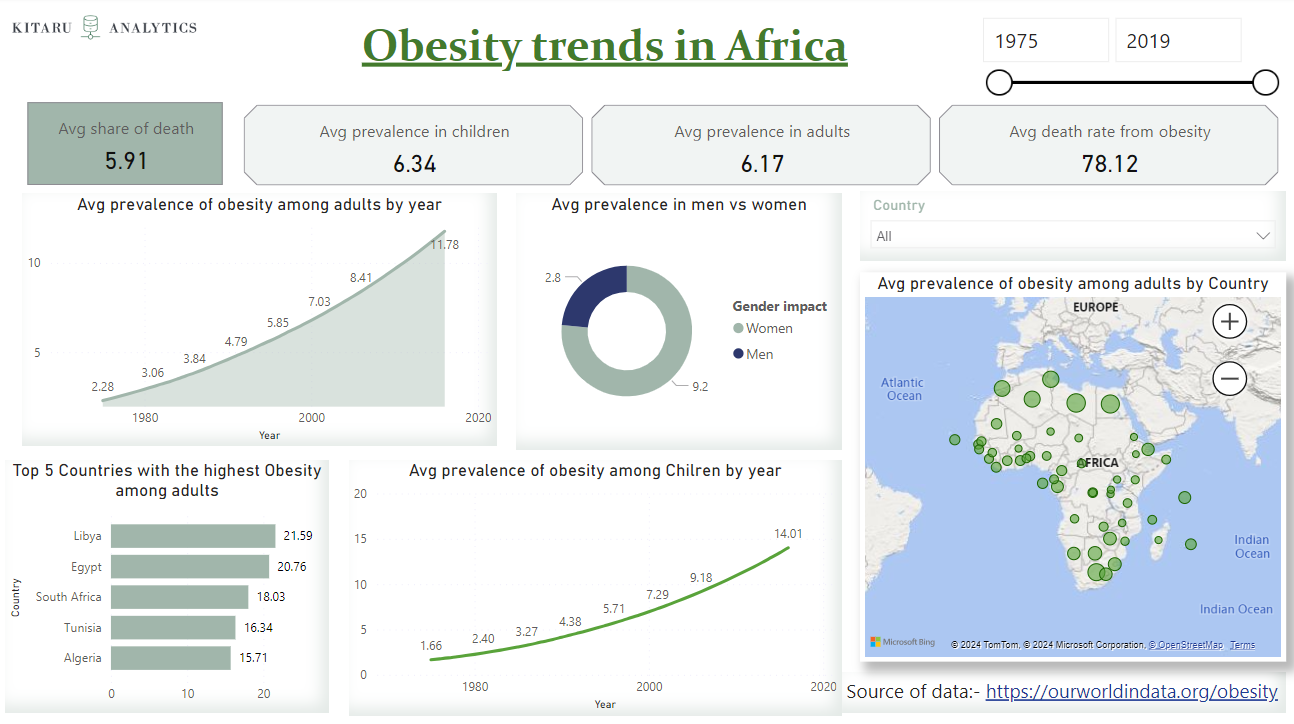 KITARU ANALYTICS
Obesity trends in Africa
1975
2019
Avg share of death
5.91
Avg prevalence in children
6.34
Avg prevalence in adults
6.17
Avg death rate from obesity
78.12
Avg prevalence of obesity among adults by year
10
5
2.28
3.06
3.84
4.79
5.85
7.03
8.41
11.78
1980
2000
2020
Year
Avg prevalence in men vs women
2.8
9.2
Gender impact
Women
Men
Country
All
Avg prevalence of obesity among adults by Country
EUROPE
Atlantic
Ocean
AFRICA
Indian
Ocean
Indian Ocean
Microsoft Bing
© 2024 TomTom, © 2024 Microsoft Corporation, © OpenStreetMap Terms
Top 5 Countries with the highest Obesity
among adults
Country
Libya
21.59
Egypt
20.76
South Africa
18.03
Tunisia
16.34
Algeria
15.71
0
10
20
Avg prevalence of obesity among Chilren by year
20
15
10
5
0
1.66
2.40
3.27
4.38
5.71
7.29
9.18
14.01
1980
2000
2020
Year
Source of data:- https://ourworldindata.org/obesity